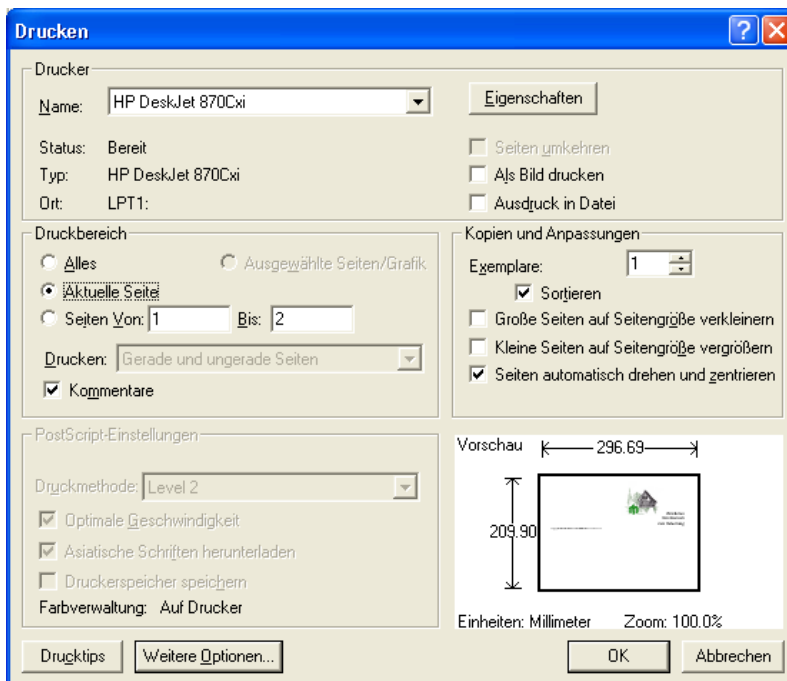 Drucken
Drucker
Name: HP DeskJet 870Cxi Eigenschaften
Status: Bereit Seiten umkehren
Typ: HP DeskJet 870Cxi Als Bild drucken
Ort: LPT1: Ausdruck in Datei
Druckbereich
Alles Ausgewählte Seiten/Grafik
Aktuelle Seite
Seiten Von: 1 Bis: 2
Drucken: Gerade und ungerade Seiten
Kommentare
Kopien und Anpassungen
Exemplare: 1
Sortieren
Große Seiten auf Seitengröße verkleinern
Kleine Seiten auf Seitengröße vergrößern
Seiten automatisch drehen und zentrieren
PostScript-Einstellungen
Druckmethode: Level 2
Optimale Geschwindigkeit
Asiatische Schriften herunterladen
Druckerspeicher speichern
Farbverwaltung: Auf Drucker
Vorschau 296.69
209.90
Einheiten: Millimeter Zoom: 100.0%
Drucktips Weitere Optionen... OK Abbrechen